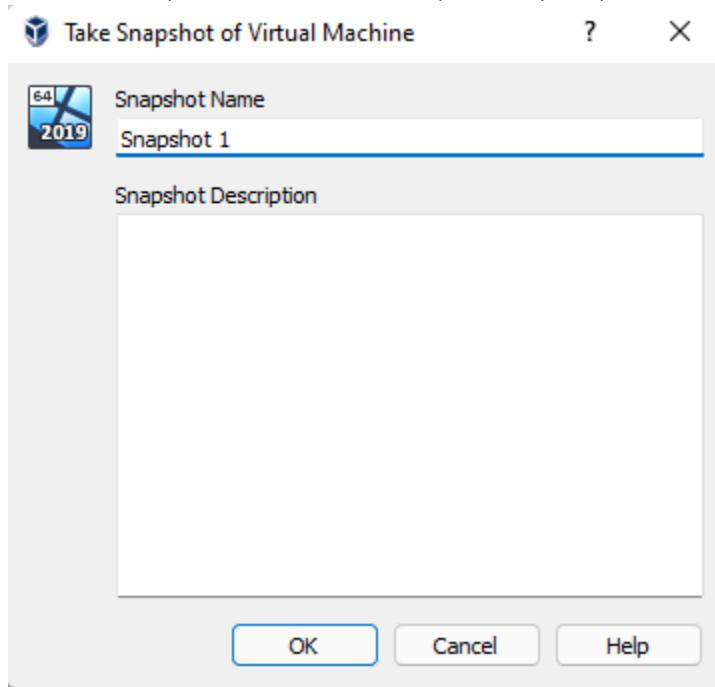 Take Snapshot of Virtual Machine ?
64
2019
Snapshot Name
Snapshot 1
Snapshot Description
OK Cancel Help